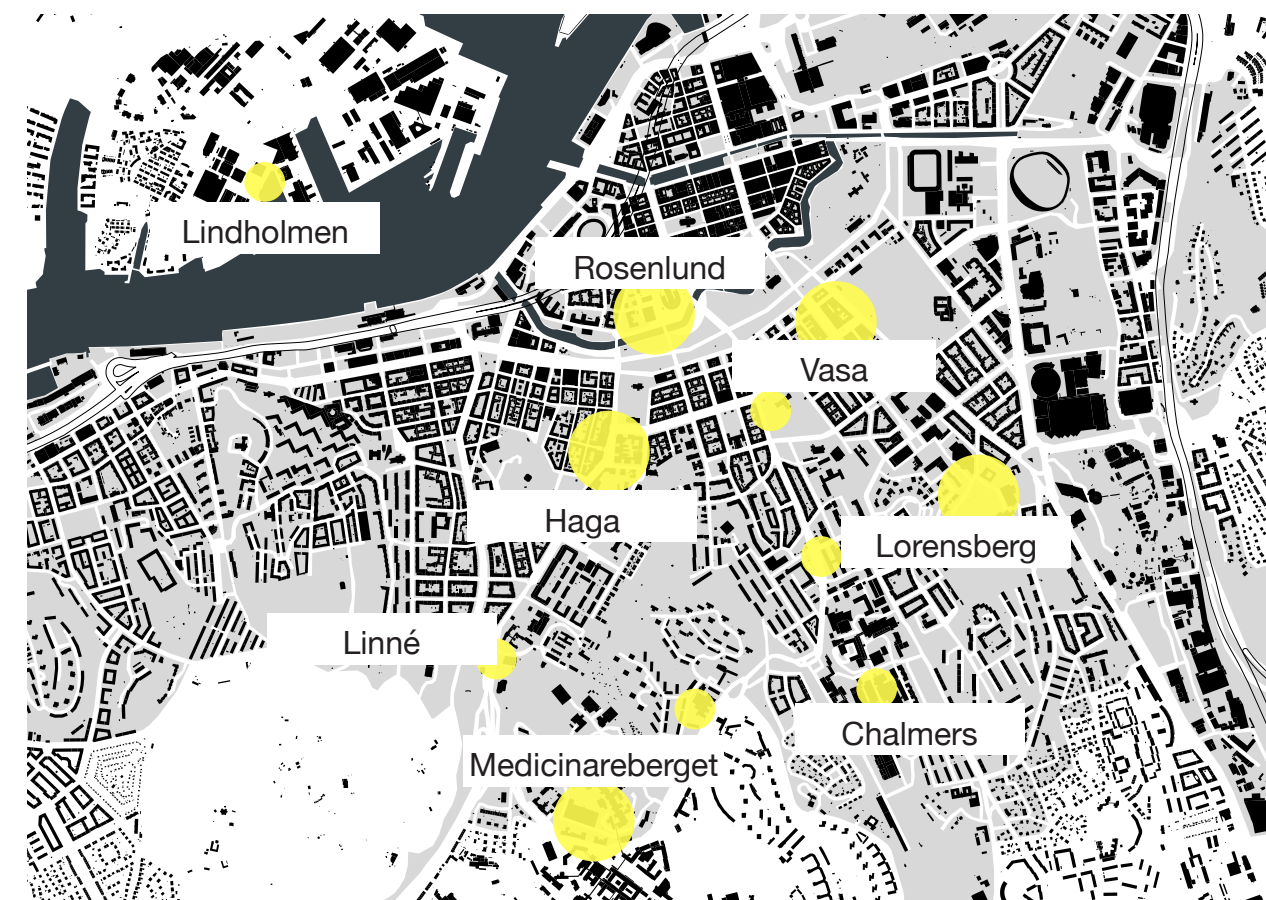 Lindholmen
Rosenlund
Vasa
Haga
Lorensberg
Linné
Chalmers
Medicinareberget